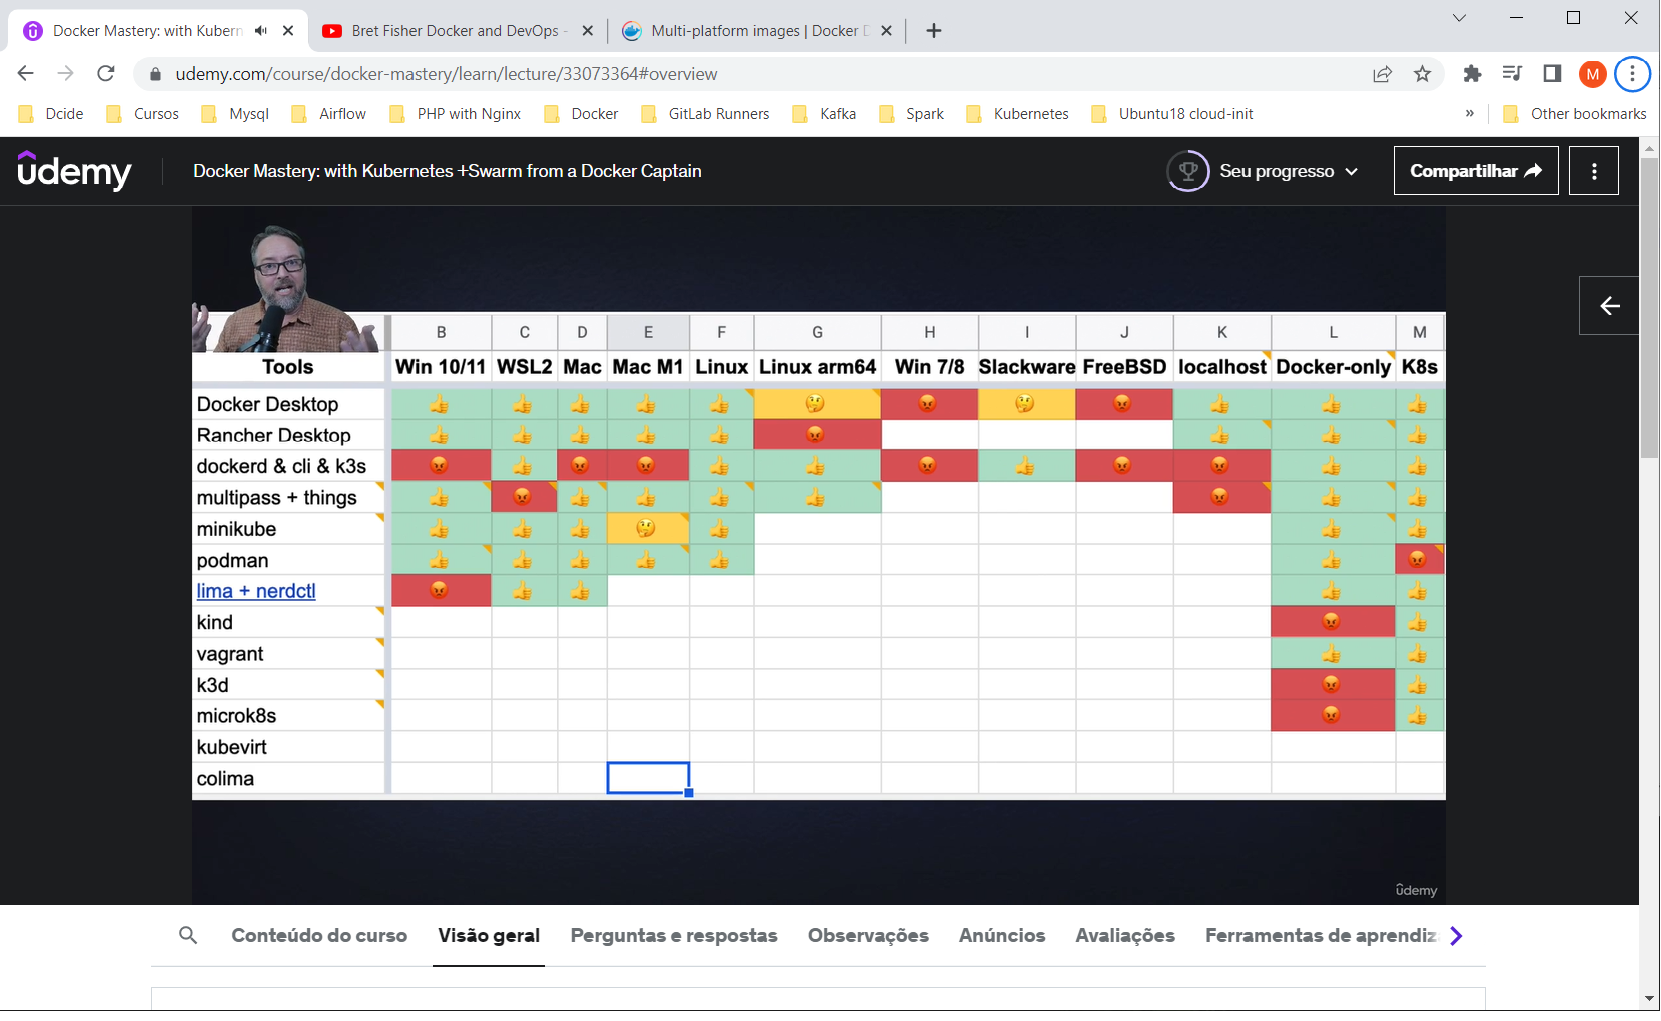 Docker Mastery: with Kubern
Bret Fisher Docker and DevOps -
Multi-platform images | Docker D
udemy.com/course/docker-mastery/learn/lecture/33073364#overview
M
Dcide
Cursos
Mysql
Airflow
PHP with Nginx
Docker
GitLab Runners
Kafka
Spark
Kubernetes
Ubuntu18 cloud-init
»
Other bookmarks
udemy
Docker Mastery: with Kubernetes +Swarm from a Docker Captain
Seu progresso
Compartilhar
B C D E F G H I J K L M
Tools Win 10/11 WSL2 Mac Mac M1 Linux Linux arm64 Win 7/8 Slackware FreeBSD localhost Docker-only K8s
Docker Desktop
Rancher Desktop
dockerd & cli & k3s
multipass + things
minikube
podman
lima + nerdctl
kind
vagrant
k3d
microk8s
kubevirt
colima
udemy
Conteúdo do curso
Visão geral
Perguntas e respostas
Observações
Anúncios
Avaliações
Ferramentas de aprendiz